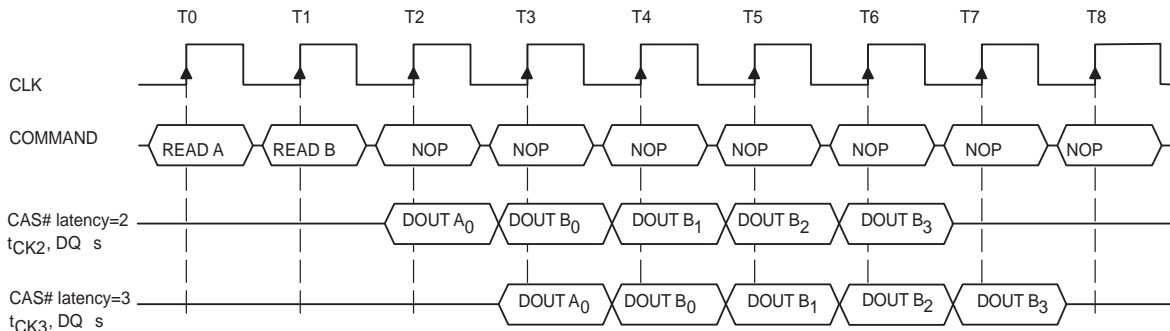 T0 T1 T2 T3 T4 T5 T6 T7 T8
CLK
COMMAND
READ A READ B NOP NOP NOP NOP NOP NOP NOP
CAS# latency=2
tCK2, DQ s
DOUT A0 DOUT B0 DOUT B1 DOUT B2 DOUT B3
CAS# latency=3
tCK3, DQ s
DOUT A0 DOUT B0 DOUT B1 DOUT B2 DOUT B3